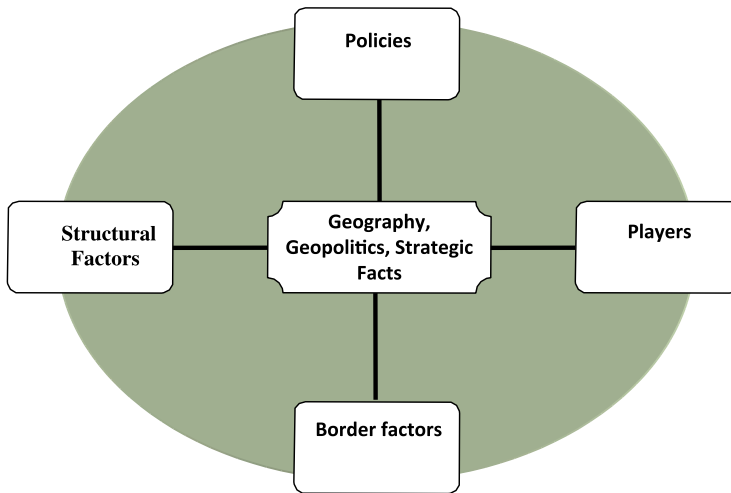 Policies
Structural
Factors
Geography,
Geopolitics, Strategic
Facts
Players
Border factors